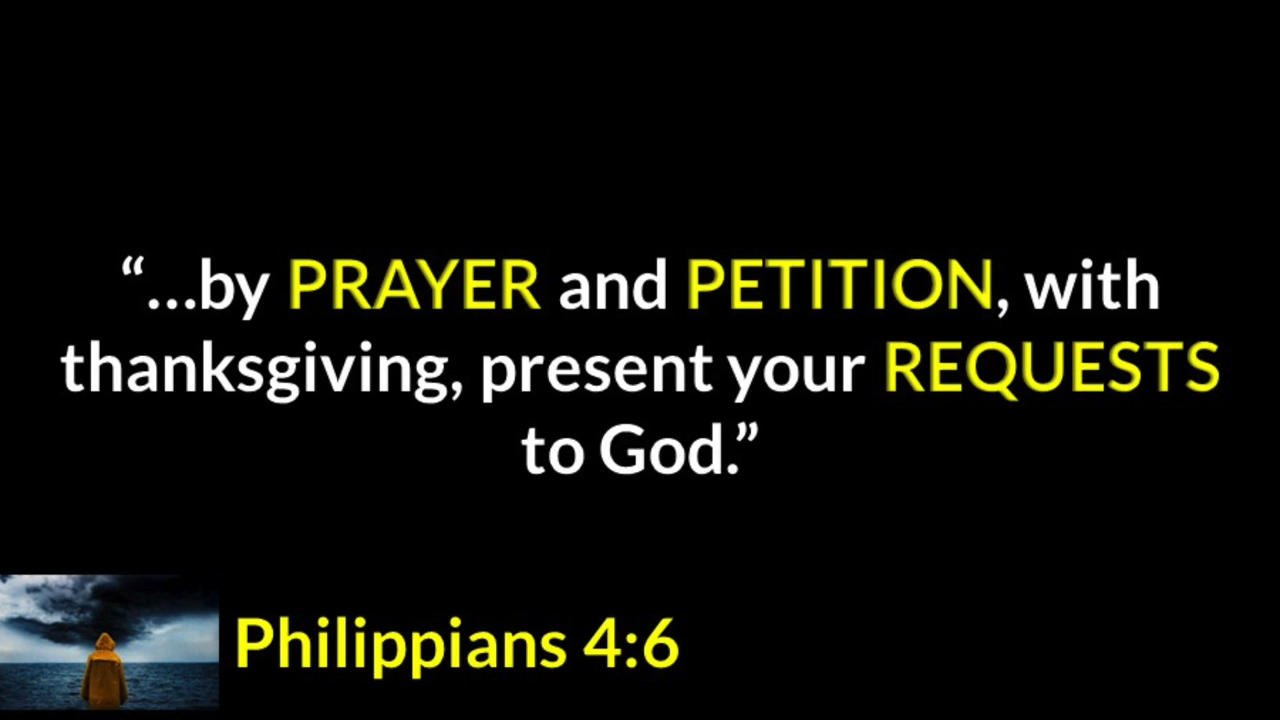 “...by PRAYER and PETITION, with
thanksgiving, present your REQUESTS
to God.”
Philippians 4:6